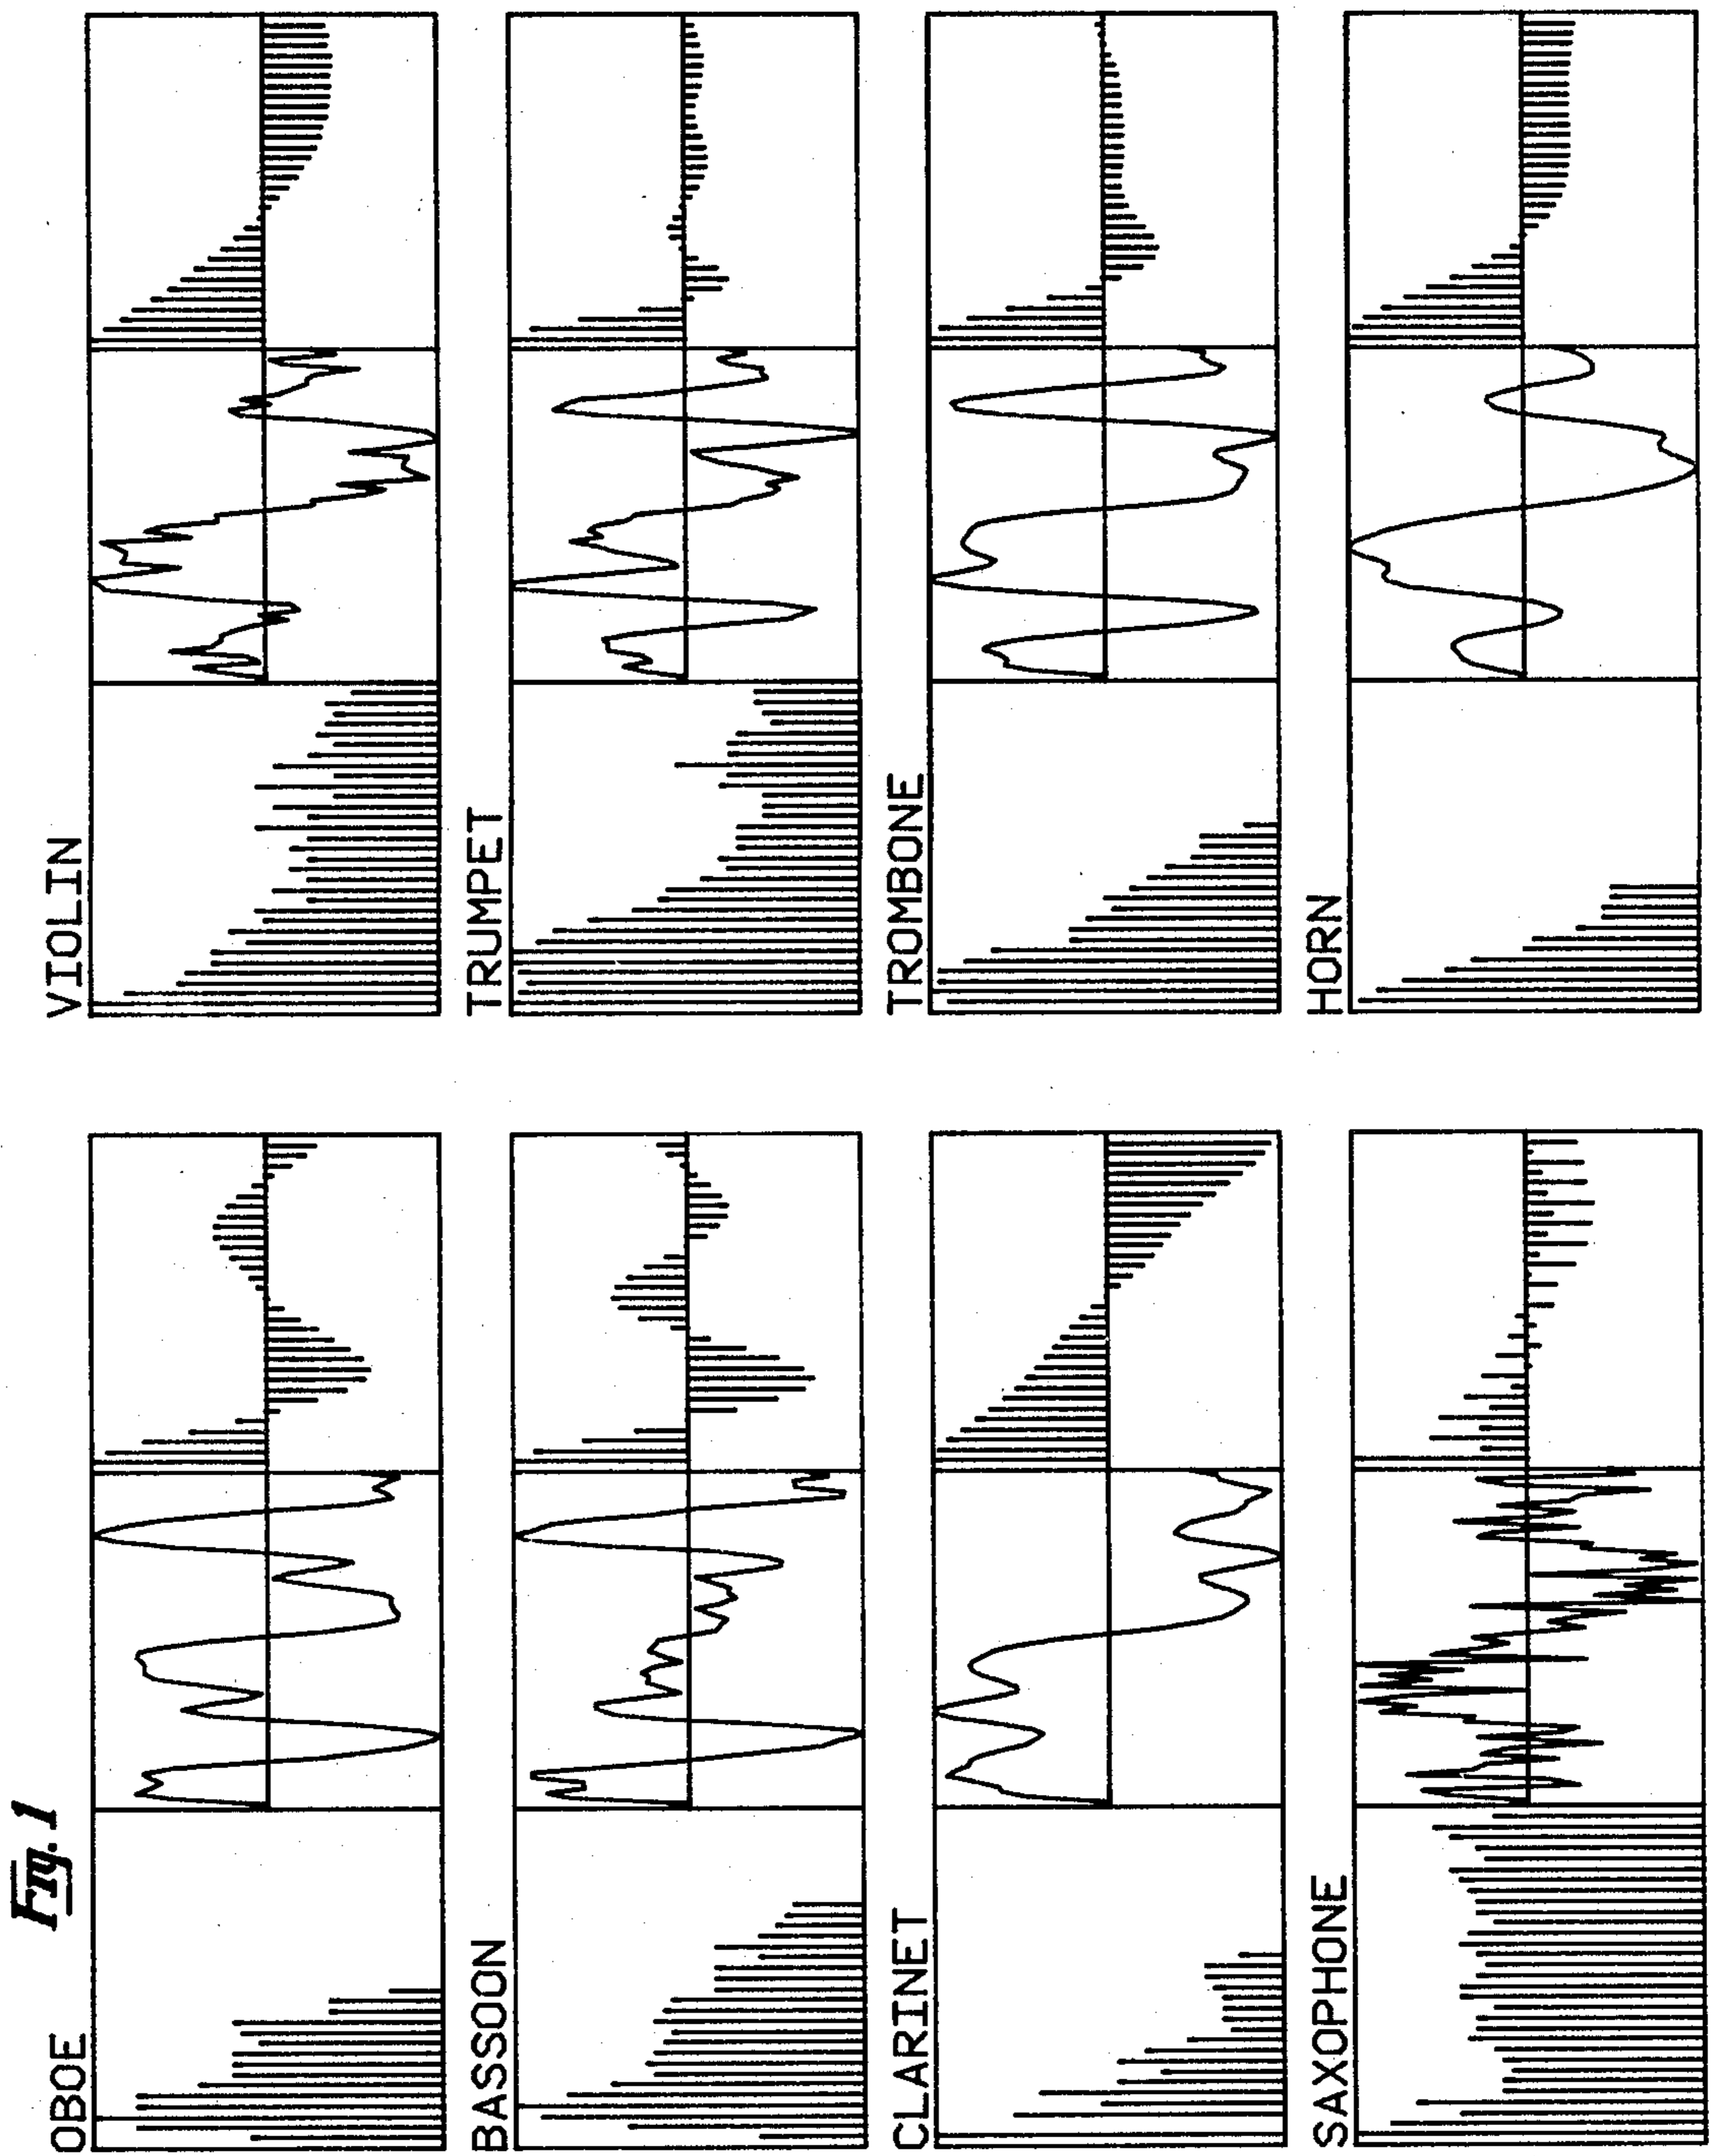 Fig. 1
OBOE
BASSOON
CLARINET
SAXOPHONE
VIOLIN
TRUMPET
TROMBONE
HORN